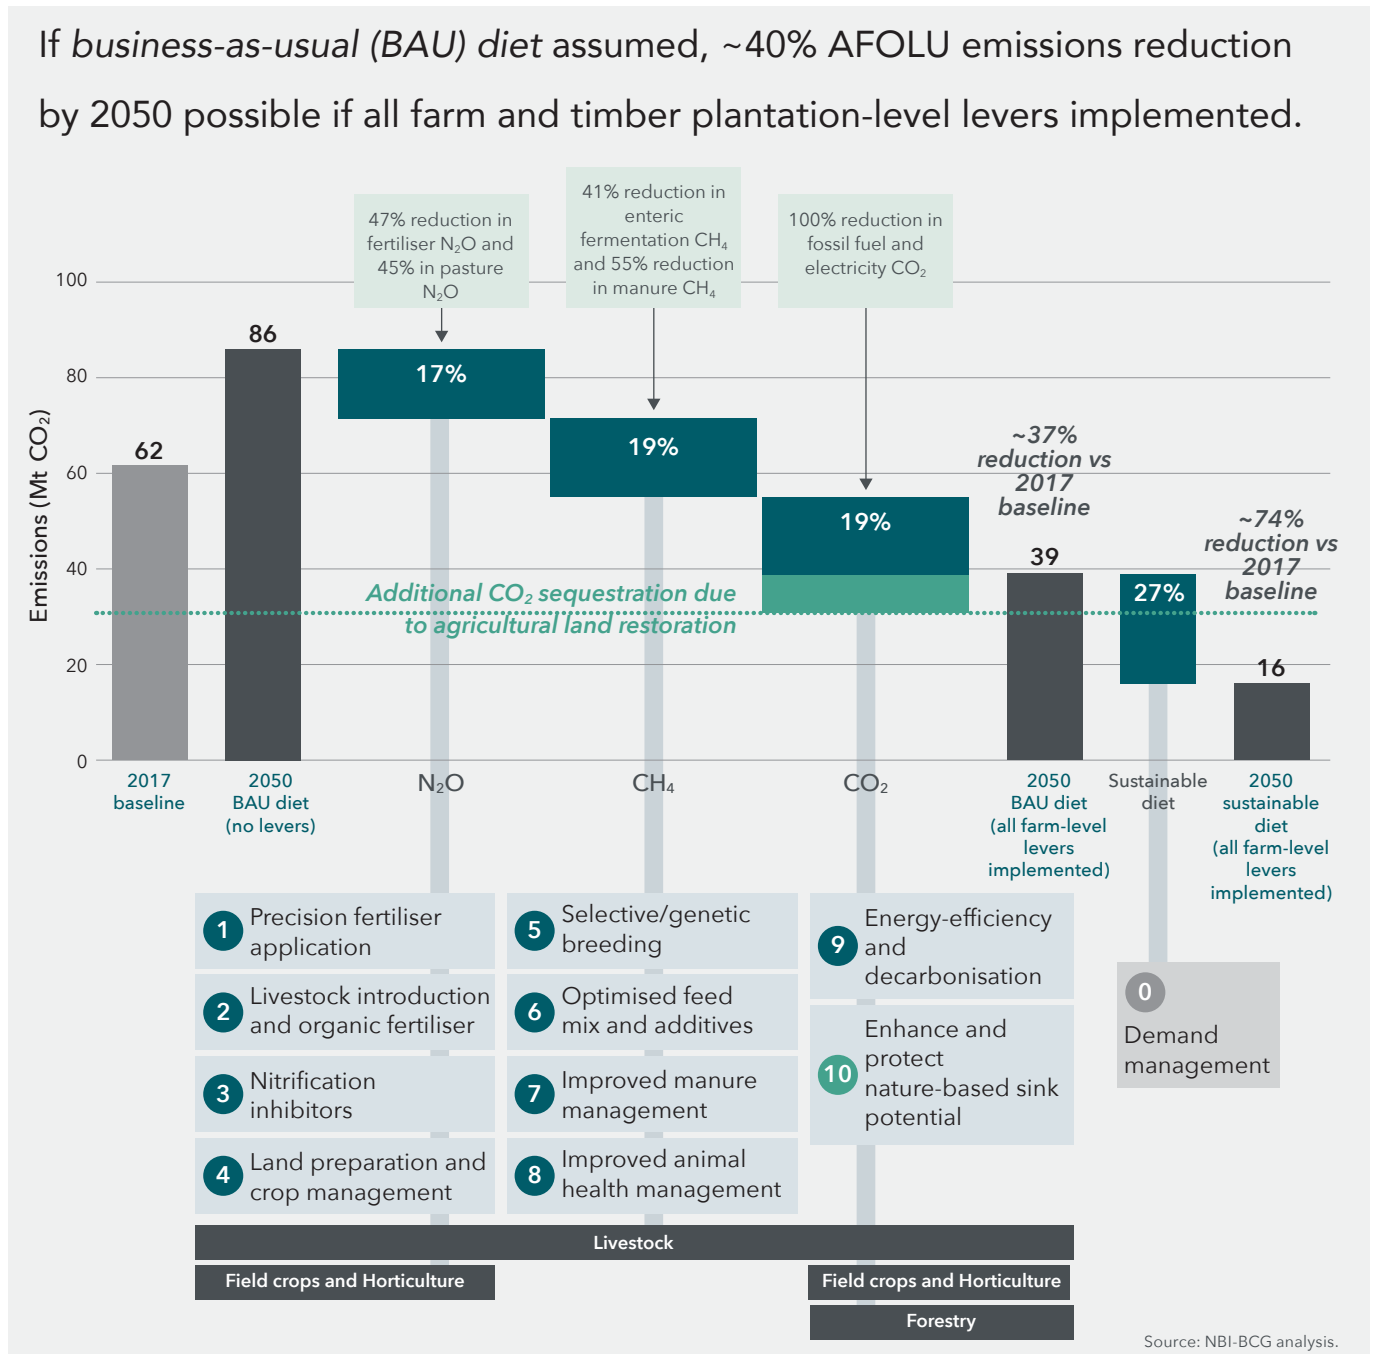 If business-as-usual (BAU) diet assumed, ~40% AFOLU emissions reduction
by 2050 possible if all farm and timber plantation-level levers implemented.
47% reduction in
fertiliser N₂O and
45% in pasture
N₂O
41% reduction in
enteric
fermentation CH₄
and 55% reduction
in manure CH₄
100% reduction in
fossil fuel and
electricity CO₂
Emissions (Mt CO₂)
100
80
60
40
20
0
62
86
17%
19%
19%
~37%
reduction vs
2017
baseline
39
27%
~74%
reduction vs
2017
baseline
16
Additional CO₂ sequestration due
to agricultural land restoration
2017
baseline
2050
BAU diet
(no levers)
N₂O
CH₄
CO₂
2050
BAU diet
(all farm-level
levers
implemented)
Sustainable
diet
2050
sustainable
diet
(all farm-level
levers
implemented)
1 Precision fertiliser
application
2 Livestock introduction
and organic fertiliser
3 Nitrification
inhibitors
4 Land preparation and
crop management
5 Selective/genetic
breeding
6 Optimised feed
mix and additives
7 Improved manure
management
8 Improved animal
health management
9 Energy-efficiency
and
decarbonisation
10 Enhance and
protect
nature-based sink
potential
0
Demand
management
Livestock
Field crops and Horticulture
Field crops and Horticulture
Forestry
Source: NBI-BCG analysis.